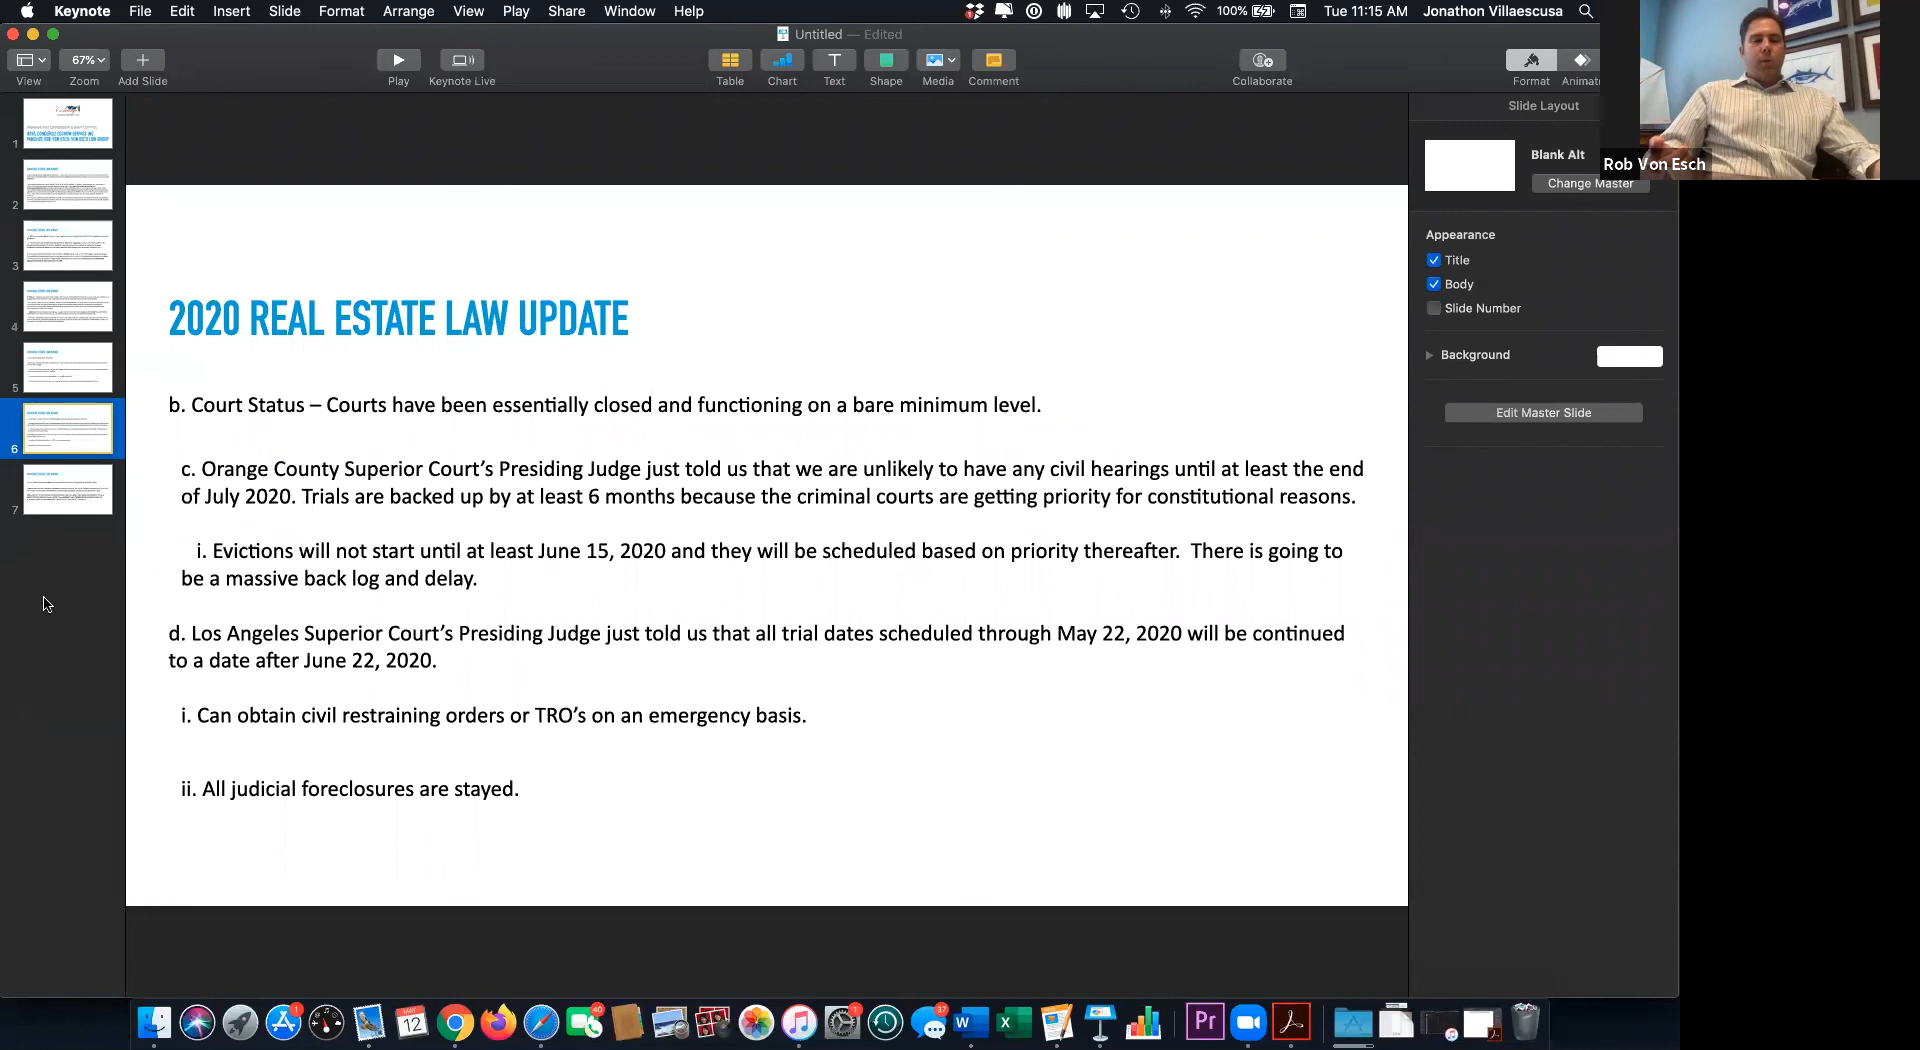 Keynote File Edit Insert Slide Format Arrange View Play Share Window Help 100% Tue 11:15 AM Jonathon Villaescusa
Untitled — Edited
67%
View Zoom Add Slide Play Keynote Live Table Chart Text Shape Media Comment Collaborate Format Animate
Slide Layout
Blank Alt
Change Master
Rob Von Esch
Appearance
Title
Body
Slide Number
Background
Edit Master Slide
1
2
3
4
5
6
7
2020 REAL ESTATE LAW UPDATE
b. Court Status – Courts have been essentially closed and functioning on a bare minimum level.
c. Orange County Superior Court’s Presiding Judge just told us that we are unlikely to have any civil hearings until at least the end
of July 2020. Trials are backed up by at least 6 months because the criminal courts are getting priority for constitutional reasons.
i. Evictions will not start until at least June 15, 2020 and they will be scheduled based on priority thereafter. There is going to
be a massive back log and delay.
d. Los Angeles Superior Court’s Presiding Judge just told us that all trial dates scheduled through May 22, 2020 will be continued
to a date after June 22, 2020.
i. Can obtain civil restraining orders or TRO’s on an emergency basis.
ii. All judicial foreclosures are stayed.
1
MAY
12
40
1
37
W
X
Pr